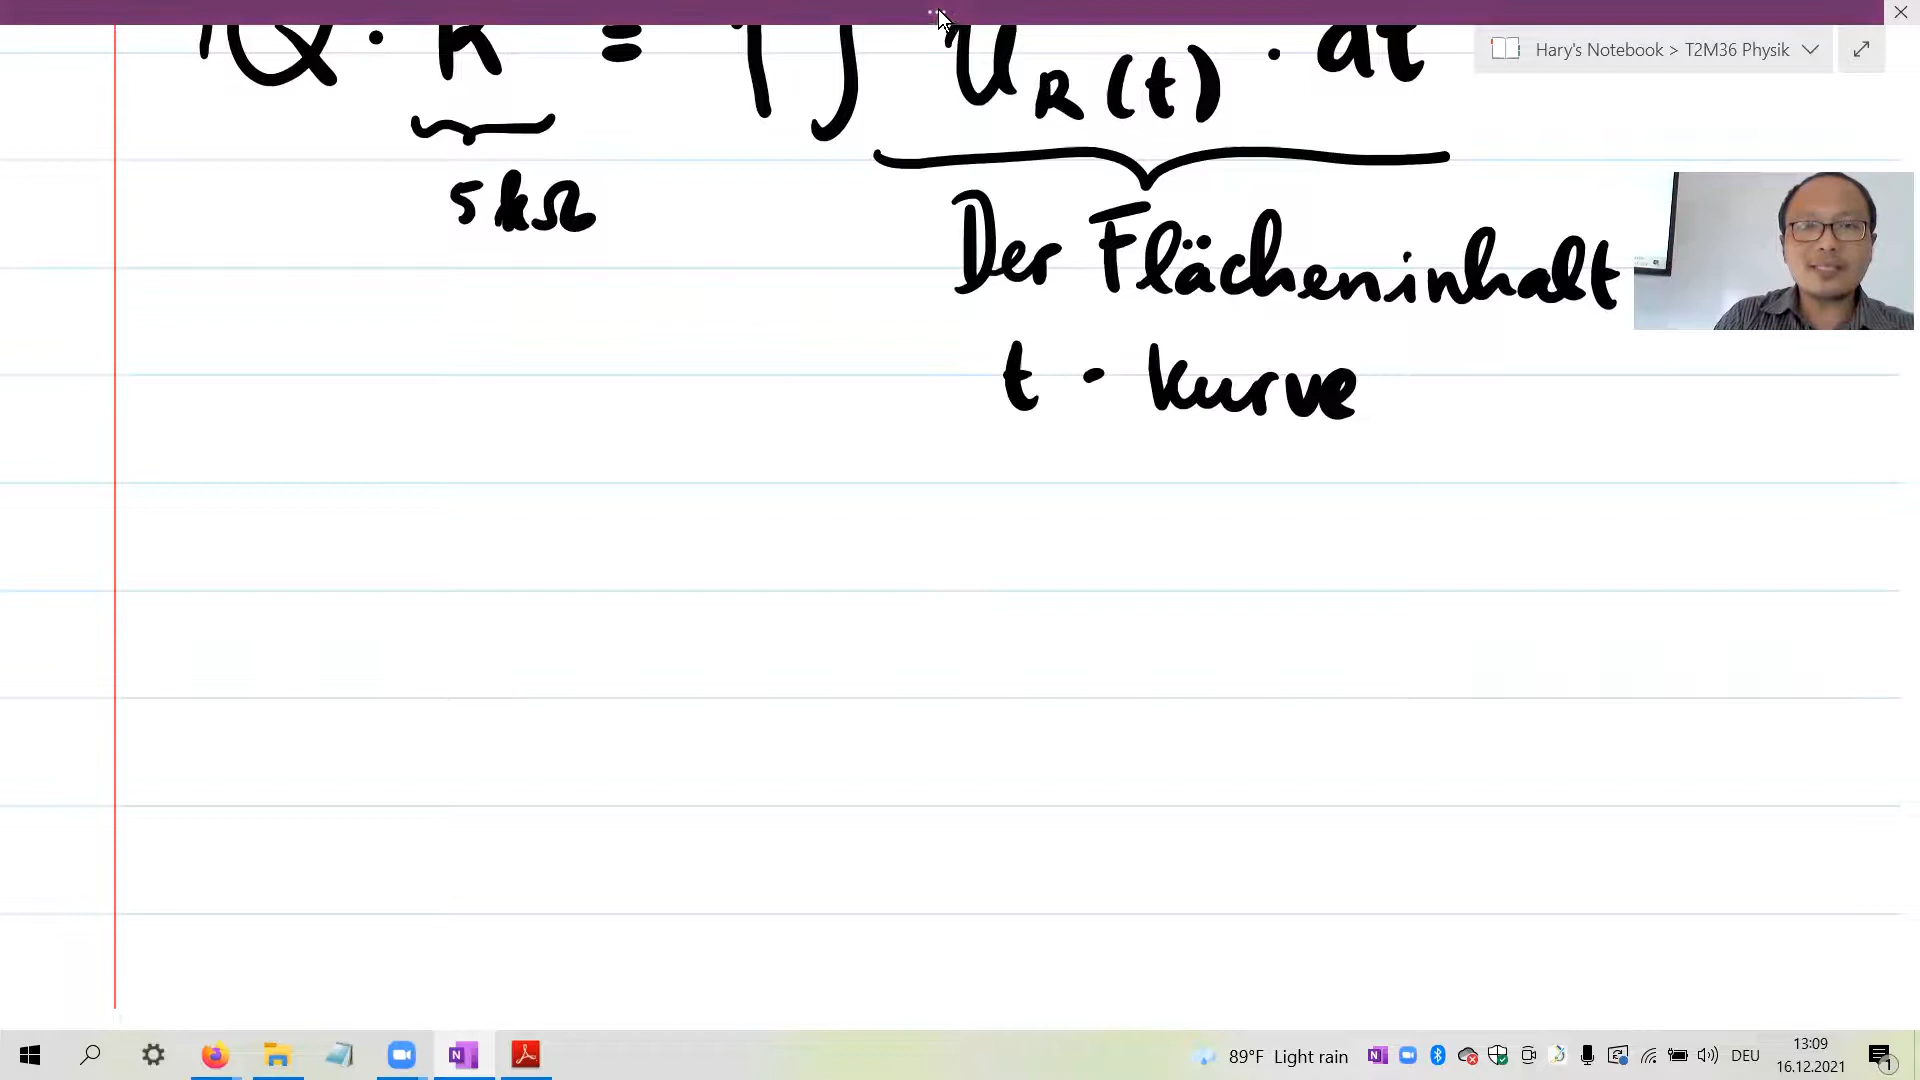 Q · R = ∫ U_R(t) · dt
Hary's Notebook > T2M36 Physik
5 kΩ
Der Flächeninhalt
t - Kurve
89°F Light rain
DEU
13:09
16.12.2021
1